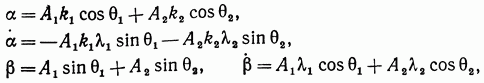 α = A₁k₁ cos θ₁ + A₂k₂ cos θ₂,
α̇ = −A₁k₁λ₁ sin θ₁ − A₂k₂λ₂ sin θ₂,
β = A₁ sin θ₁ + A₂ sin θ₂, β̇ = A₁λ₁ cos θ₁ + A₂λ₂ cos θ₂,